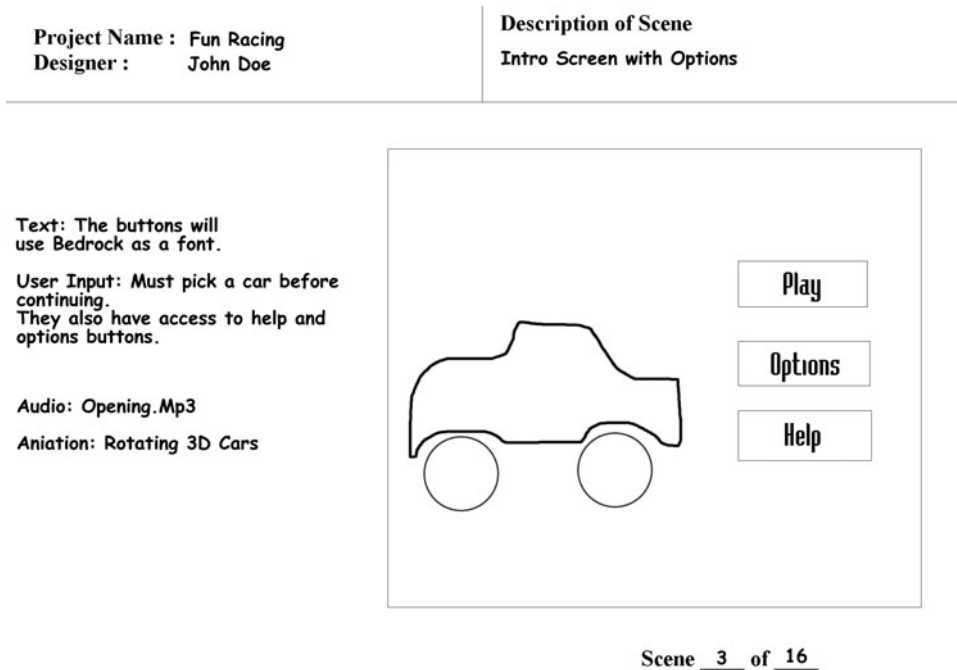 Project Name : Fun Racing
Designer : John Doe
Description of Scene
Intro Screen with Options
Text: The buttons will
use Bedrock as a font.
User Input: Must pick a car before
continuing.
They also have access to help and
options buttons.
Audio: Opening.Mp3
Aniation: Rotating 3D Cars
Play
Options
Help
Scene 3 of 16